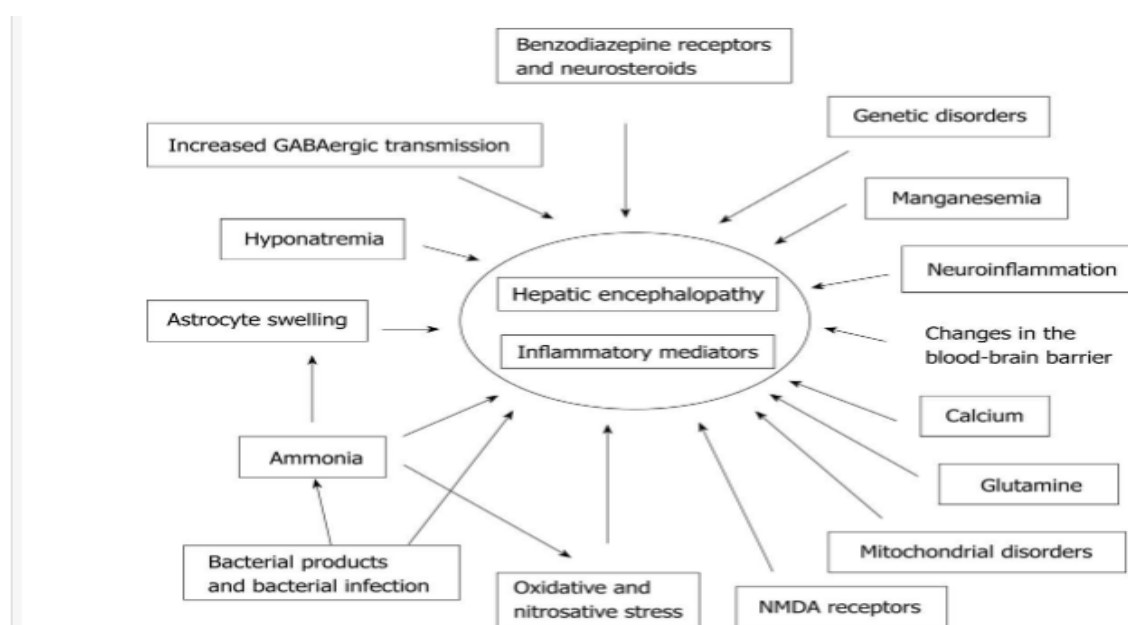 Benzodiazepine receptors
and neurosteroids
Genetic disorders
Increased GABAergic transmission
Manganesemia
Hyponatremia
Neuroinflammation
Hepatic encephalopathy
Astrocyte swelling
Changes in the
blood-brain barrier
Inflammatory mediators
Calcium
Ammonia
Glutamine
Mitochondrial disorders
Bacterial products
and bacterial infection
Oxidative and
nitrosative stress
NMDA receptors